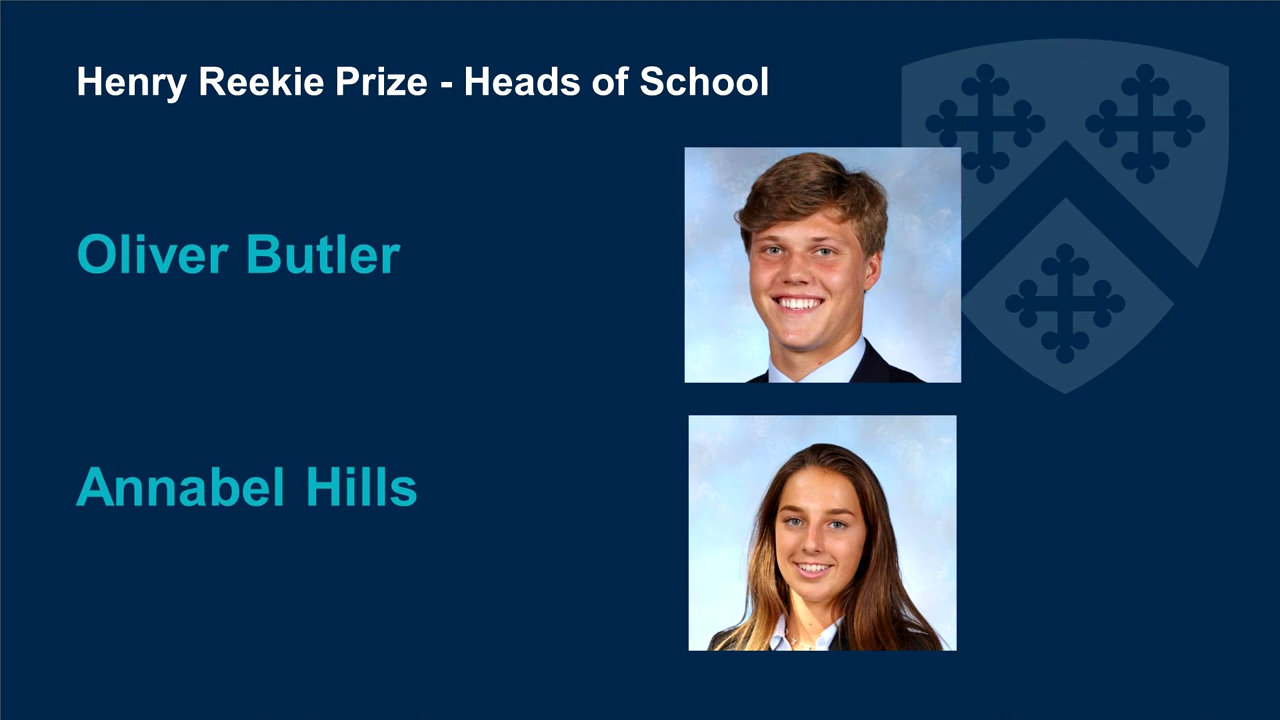 Henry Reekie Prize - Heads of School
Oliver Butler
Annabel Hills